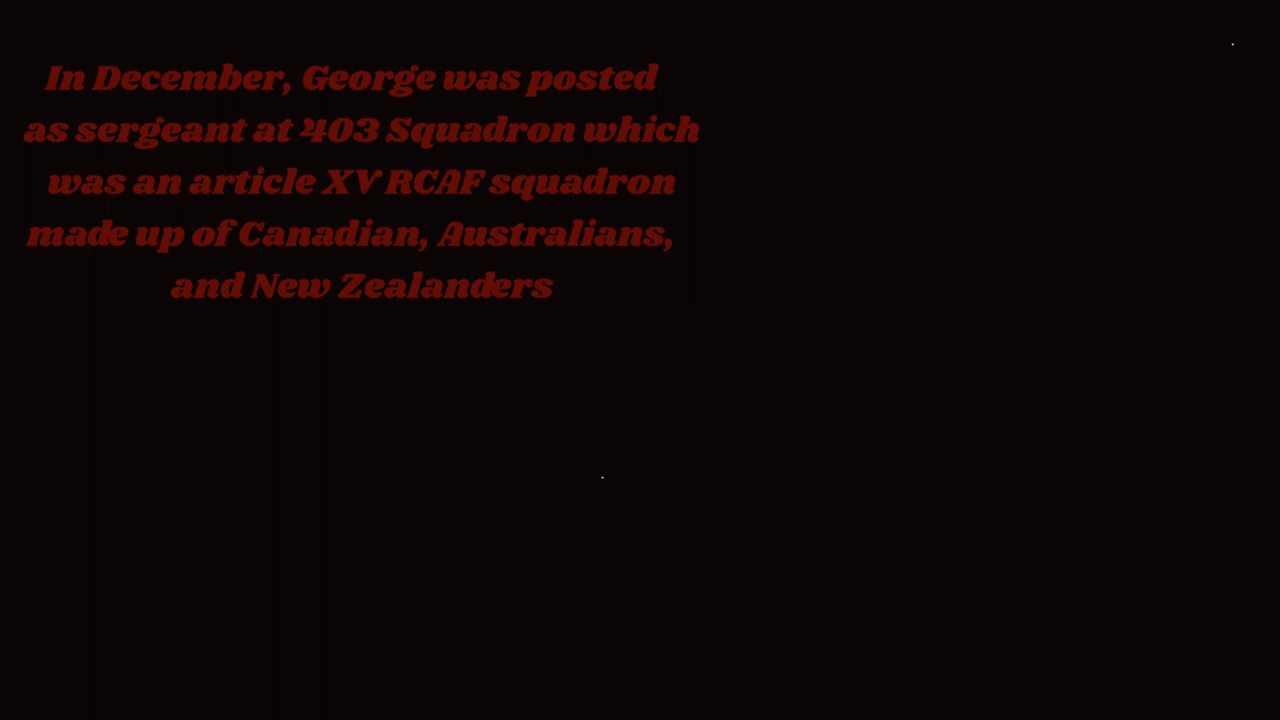 In December, George was posted
as sergeant at 403 Squadron which
was an article XV RCAF squadron
made up of Canadian, Australians,
and New Zealanders